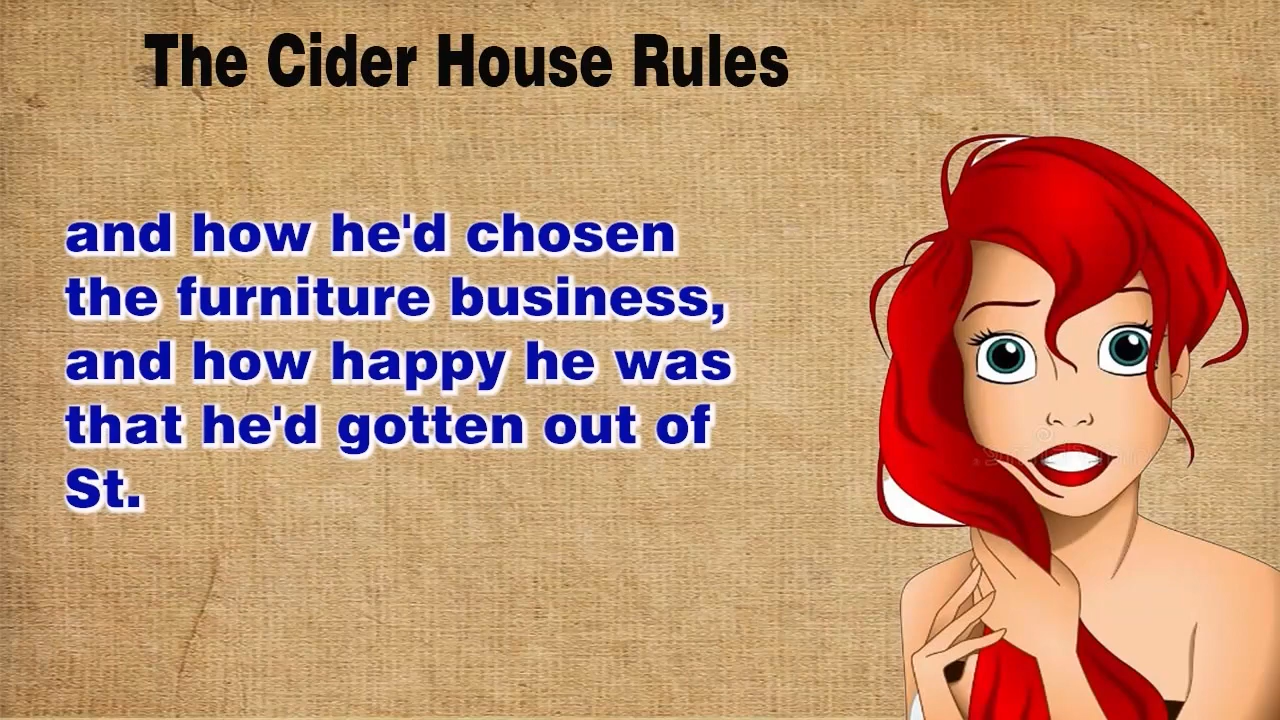 The Cider House Rules
and how he'd chosen
the furniture business,
and how happy he was
that he'd gotten out of
St.